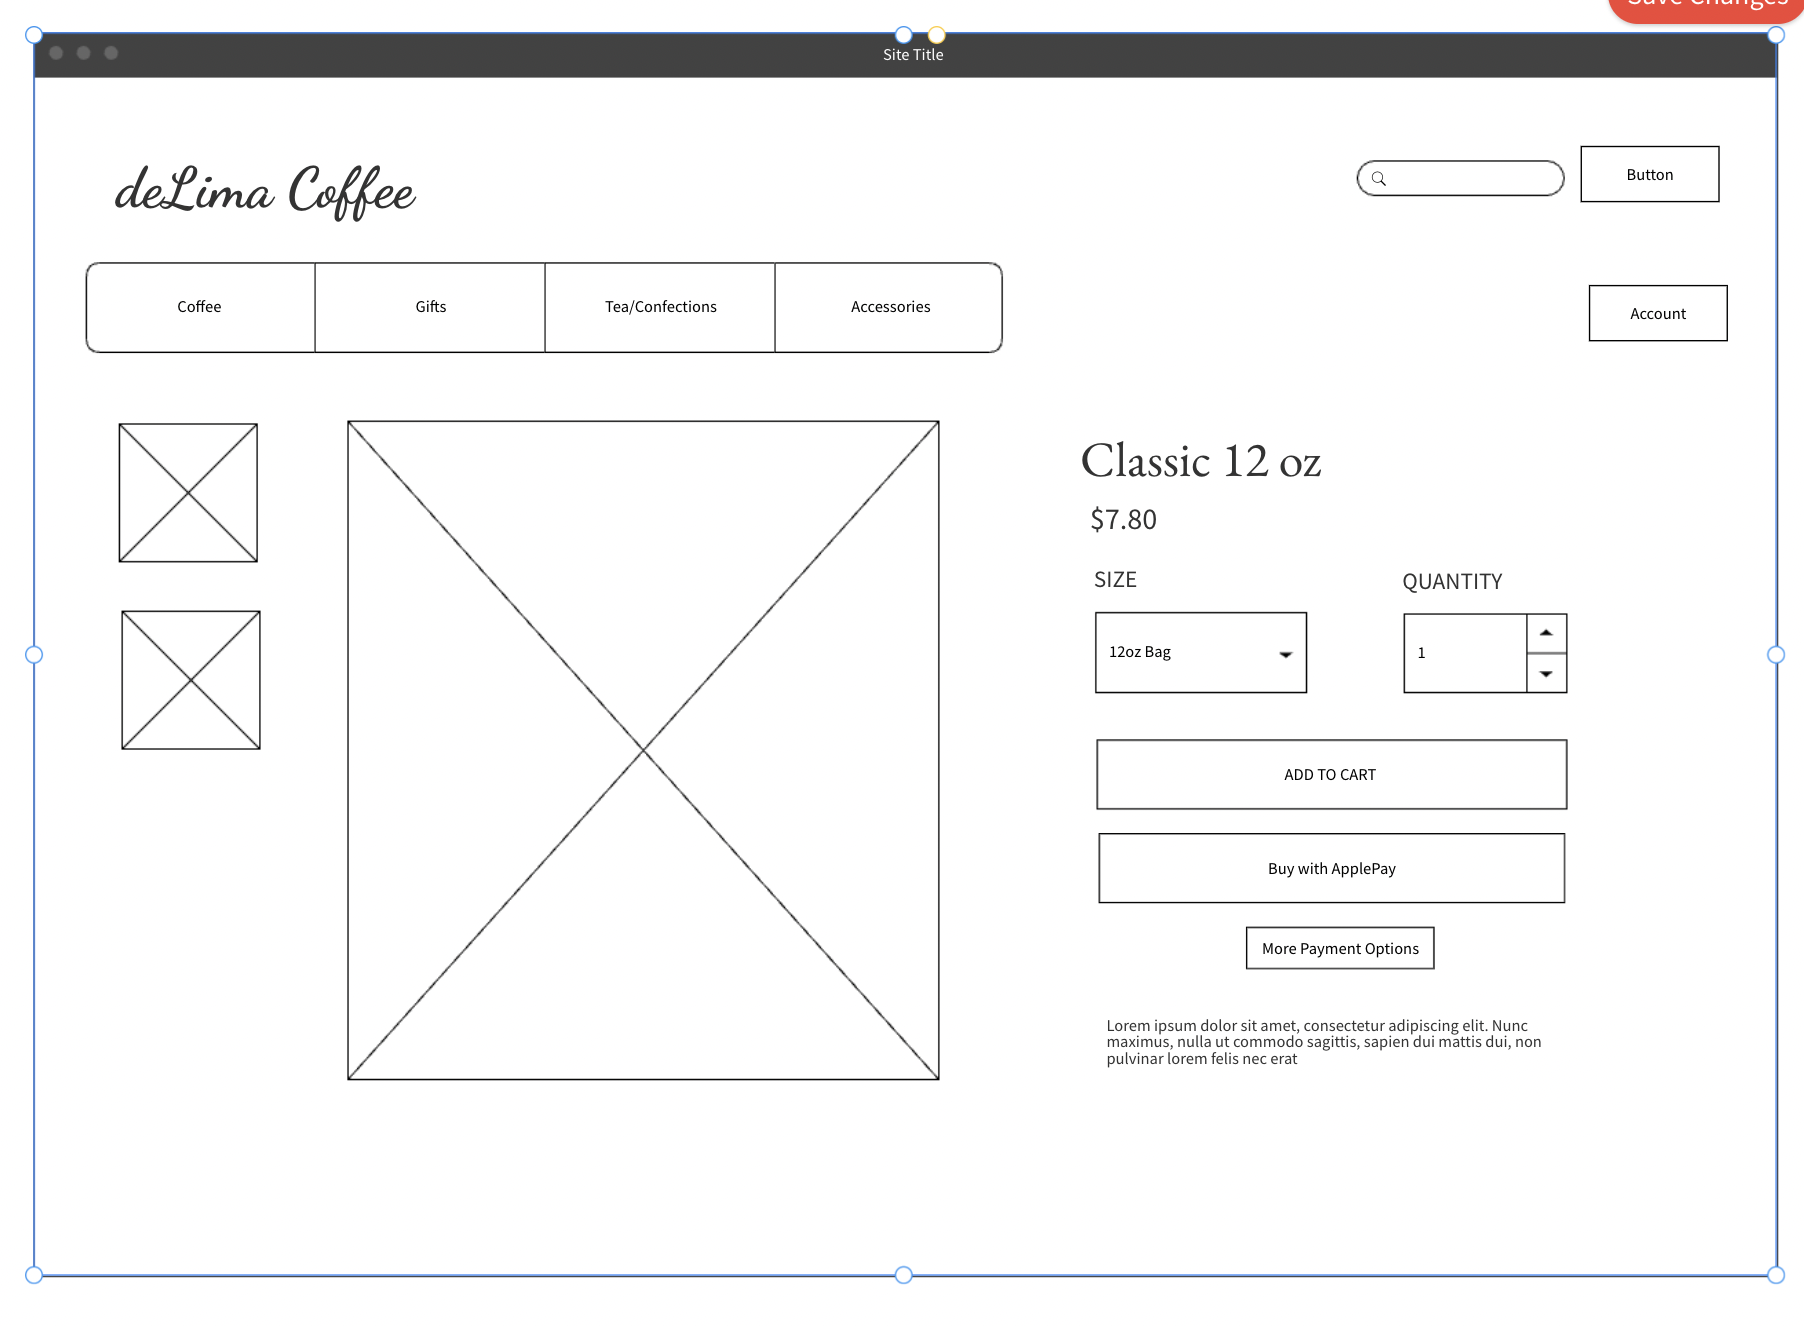 Save Changes
Site Title
deLima Coffee
Button
Coffee
Gifts
Tea/Confections
Accessories
Account
Classic 12 oz
$7.80
SIZE
QUANTITY
12oz Bag
1
ADD TO CART
Buy with ApplePay
More Payment Options
Lorem ipsum dolor sit amet, consectetur adipiscing elit. Nunc
maximus, nulla ut commodo sagittis, sapien dui mattis dui, non
pulvinar lorem felis nec erat